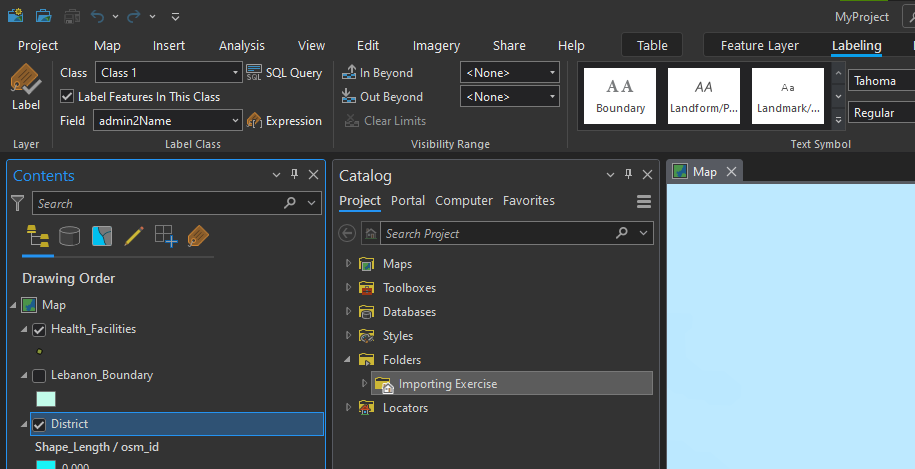 MyProject
Project Map Insert Analysis View Edit Imagery Share Help Table Feature Layer Labeling
Class Class 1 SQL SQL Query In Beyond <None> AA AA Aa Tahoma
Label Label Features In This Class Out Beyond <None> Boundary Landform/P... Landmark/... Regular
Field admin2Name Expression Clear Limits
Layer Label Class Visibility Range Text Symbol
Contents
Search
Drawing Order
Map
Health_Facilities
Lebanon_Boundary
District
Shape_Length / osm_id
0.000
Catalog
Project Portal Computer Favorites
Search Project
Maps
Toolboxes
Databases
Styles
Folders
Importing Exercise
Locators
Map